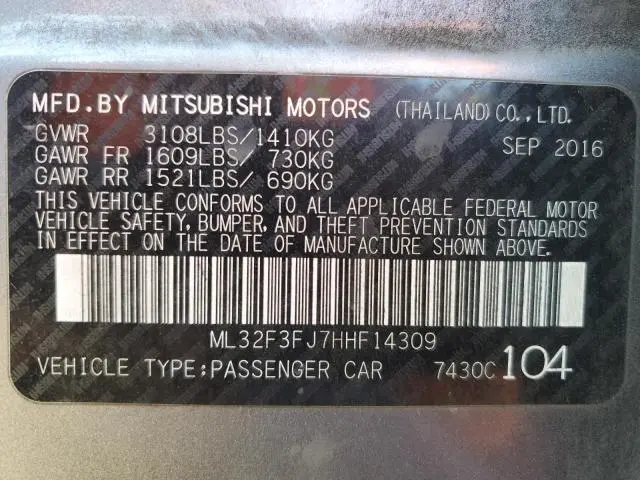 MFD.BY MITSUBISHI MOTORS (THAILAND) CO., LTD.
GVWR 3108LBS/1410KG SEP 2016
GAWR FR 1609LBS/ 730KG
GAWR RR 1521LBS/ 690KG
THIS VEHICLE CONFORMS TO ALL APPLICABLE FEDERAL MOTOR
VEHICLE SAFETY, BUMPER, AND THEFT PREVENTION STANDARDS
IN EFFECT ON THE DATE OF MANUFACTURE SHOWN ABOVE.
ML32F3FJ7HHF14309
VEHICLE TYPE:PASSENGER CAR 7430C 104